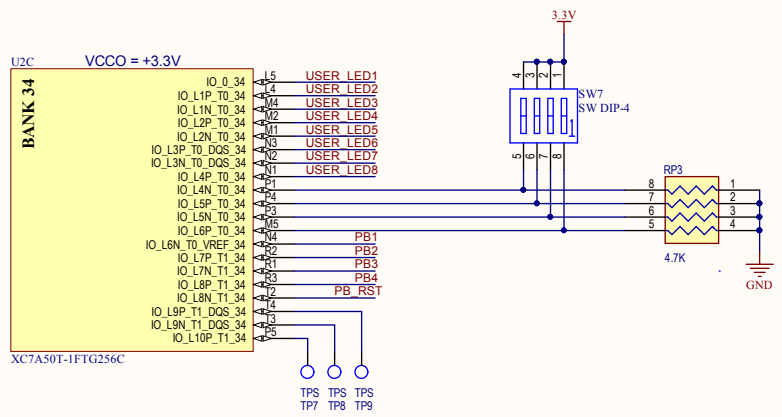 3.3V
U2C
VCCO = +3.3V
BANK 34
IO_0_34 L5 USER_LED1
IO_L1P_T0_34 L4 USER_LED2
IO_L1N_T0_34 M4 USER_LED3
IO_L2P_T0_34 M2 USER_LED4
IO_L2N_T0_34 M1 USER_LED5
IO_L3P_T0_DQS_34 N3 USER_LED6
IO_L3N_T0_DQS_34 N2 USER_LED7
IO_L4P_T0_34 N1 USER_LED8
IO_L4N_T0_34 P1
IO_L5P_T0_34 P4
IO_L5N_T0_34 P3
IO_L6P_T0_34 M5
IO_L6N_T0_VREF_34 N4 PB1
IO_L7P_T1_34 R2 PB2
IO_L7N_T1_34 R1 PB3
IO_L8P_T1_34 R3 PB4
IO_L8N_T1_34 T2 PB_RST
IO_L9P_T1_DQS_34 T4
IO_L9N_T1_DQS_34 T3
IO_L10P_T1_34 P5
XC7A50T-1FTG256C
4 3 2 1
SW7
SW DIP-4
1
5 6 7 8
RP3
8 1
7 2
6 3
5 4
4.7K
GND
TPS TPS TPS
TP7 TP8 TP9